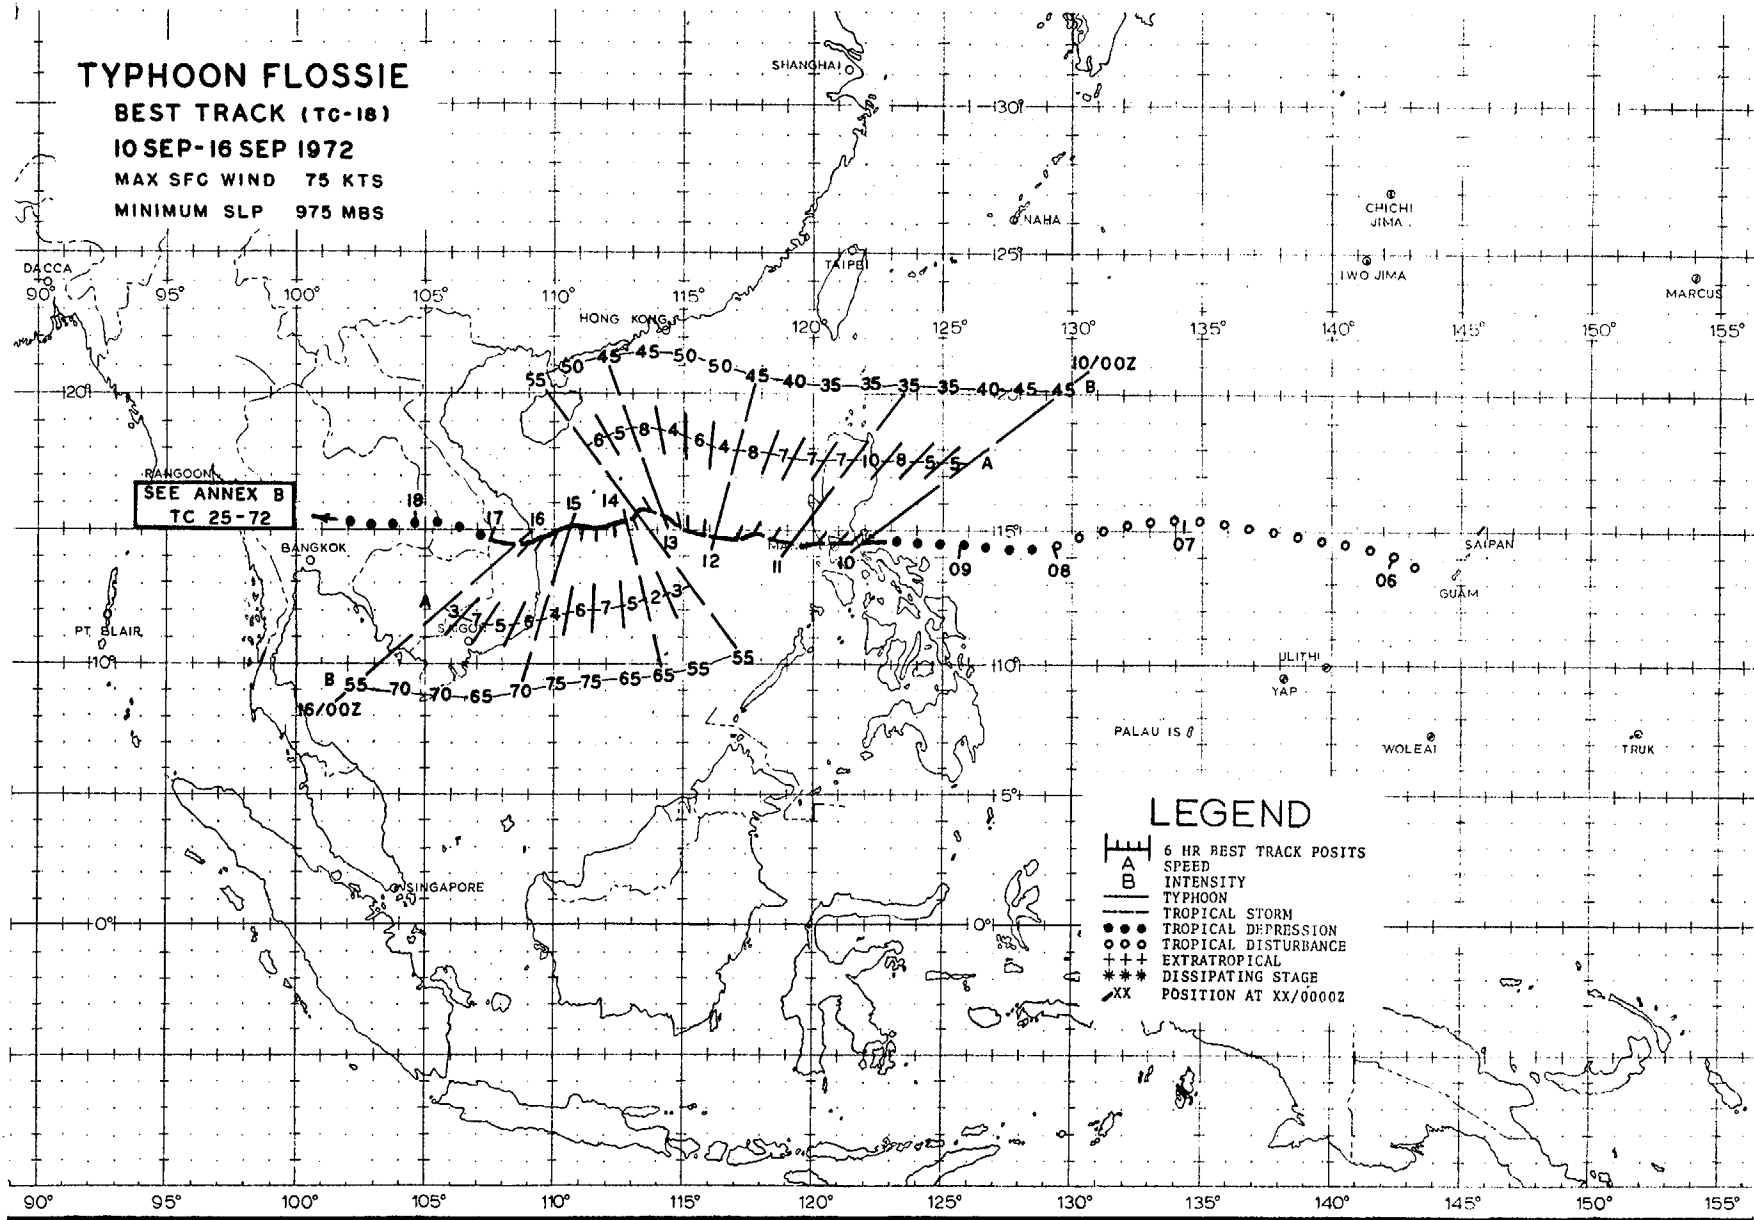 TYPHOON FLOSSIE
BEST TRACK (TC-18)
10 SEP-16 SEP 1972
MAX SFC WIND 75 KTS
MINIMUM SLP 975 MBS
SHANGHAI
30°
NAHA
CHICHI
JIMA
TAIPEI
25°
IWO JIMA
MARCUS
DACCA
90° 95° 100° 105° 110° 115° 120° 125° 130° 135° 140° 145° 150° 155°
HONG KONG
10/00Z
55 50 45 45 50 50 45 40 35 35 35 35 40 45 45 B
20°
6 5 8 4 6 4 8 7 7 7 10 8 5 5 A
RANGOON
SEE ANNEX B
TC 25-72
18 17 16 15 14 13 12 11 10 09 08 07 06
15°
BANGKOK
SAIPAN
GUAM
A 3 7 5 6 4 6 7 5 2 3
SAIGON
PT BLAIR
10°
10°
ULITHI
YAP
B 55 70 70 65 70 75 75 65 65 55 55
16/00Z
PALAU IS
WOLEAI
TRUK
5°
5°
LEGEND
6 HR BEST TRACK POSITS
A SPEED
B INTENSITY
TYPHOON
TROPICAL STORM
TROPICAL DEPRESSION
TROPICAL DISTURBANCE
EXTRATROPICAL
DISSIPATING STAGE
XX POSITION AT XX/0000Z
SINGAPORE
0°
0°
90° 95° 100° 105° 110° 115° 120° 125° 130° 135° 140° 145° 150° 155°